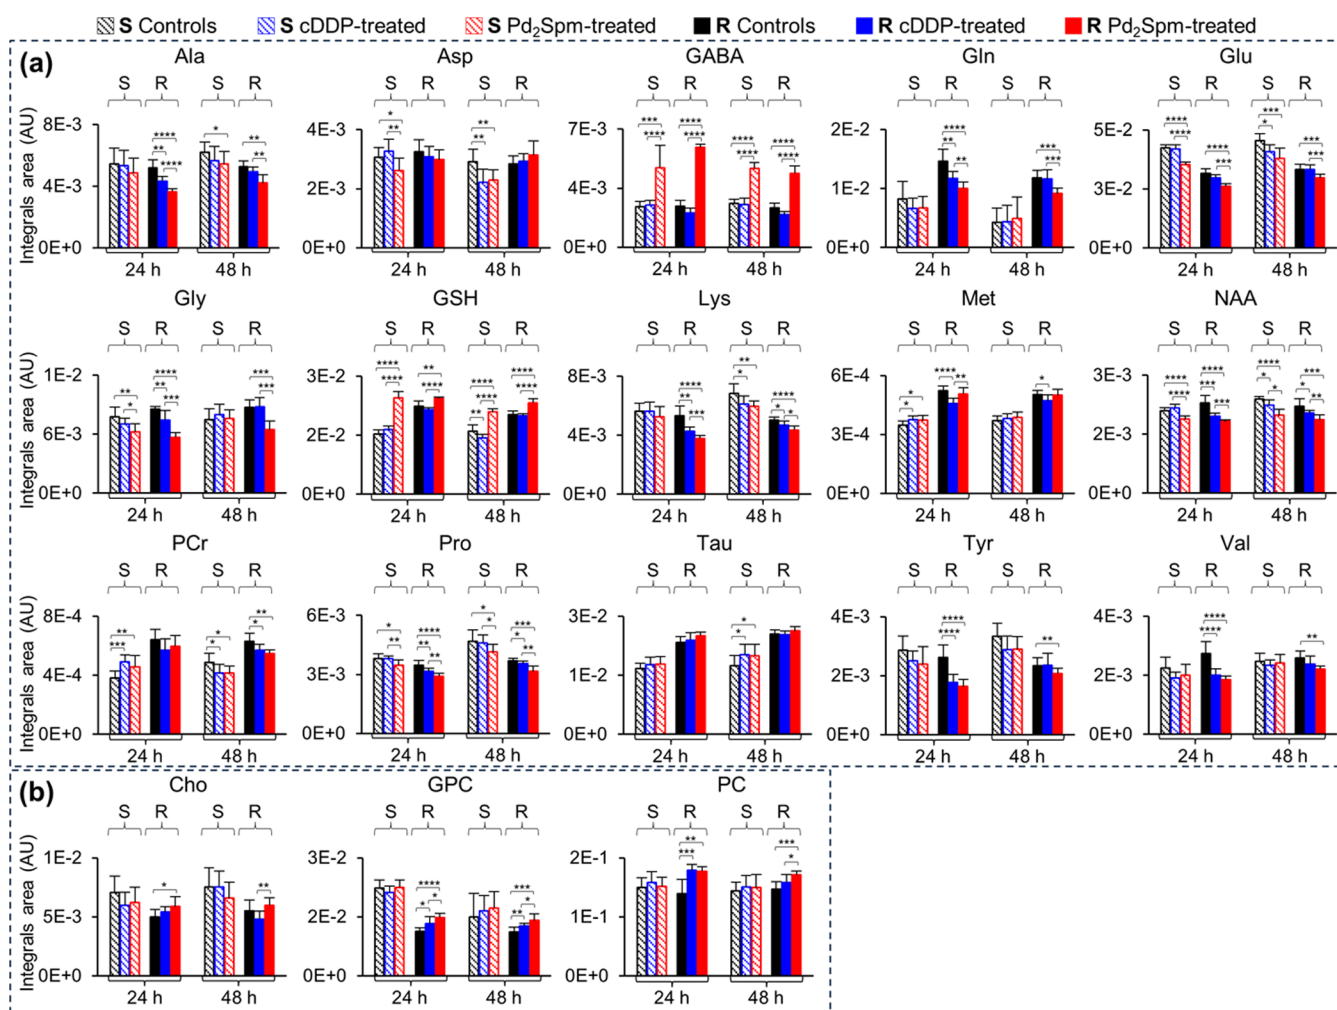 S Controls S cDDP-treated S Pd₂Spm-treated R Controls R cDDP-treated R Pd₂Spm-treated
(a)
Ala Asp GABA Gln Glu
S R S R S R S R S R S R S R S R S R S R
Integrals area (AU)
8E-3 4E-3 7E-3 2E-2 5E-2
4E-3 2E-3 4E-3 1E-2 3E-2
0E+0 0E+0 0E+0 0E+0 0E+0
24 h 48 h 24 h 48 h 24 h 48 h 24 h 48 h 24 h 48 h
Gly GSH Lys Met NAA
S R S R S R S R S R S R S R S R S R S R
Integrals area (AU)
1E-2 3E-2 8E-3 6E-4 3E-3
6E-3 2E-2 4E-3 3E-4 2E-3
0E+0 0E+0 0E+0 0E+0 0E+0
24 h 48 h 24 h 48 h 24 h 48 h 24 h 48 h 24 h 48 h
PCr Pro Tau Tyr Val
S R S R S R S R S R S R S R S R S R S R
Integrals area (AU)
8E-4 6E-3 3E-2 4E-3 4E-3
4E-4 3E-3 1E-2 2E-3 2E-3
0E+0 0E+0 0E+0 0E+0 0E+0
24 h 48 h 24 h 48 h 24 h 48 h 24 h 48 h 24 h 48 h
(b)
Cho GPC PC
S R S R S R S R S R S R
Integrals area (AU)
1E-2 3E-2 2E-1
5E-3 2E-2 1E-1
0E+0 0E+0 0E+0
24 h 48 h 24 h 48 h 24 h 48 h